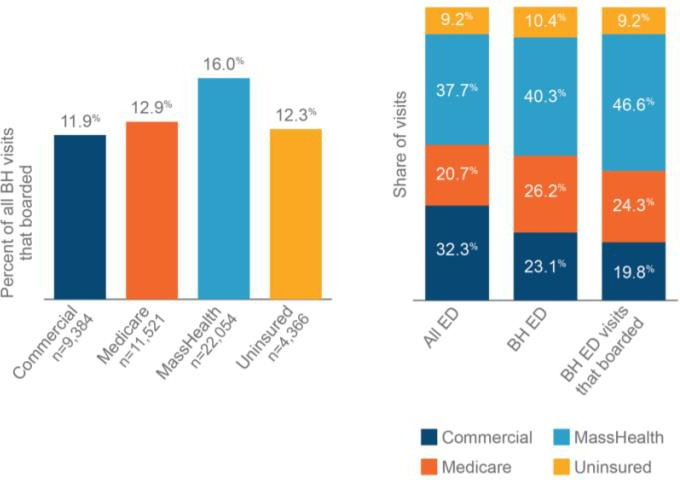 Percent of all BH visits
that boarded
11.9%
12.9%
16.0%
12.3%
Commercial
n=9,384
Medicare
n=11,521
MassHealth
n=22,054
Uninsured
n=4,366
Share of visits
9.2%
37.7%
20.7%
32.3%
10.4%
40.3%
26.2%
23.1%
9.2%
46.6%
24.3%
19.8%
All ED
BH ED
BH ED visits
that boarded
Commercial
MassHealth
Medicare
Uninsured